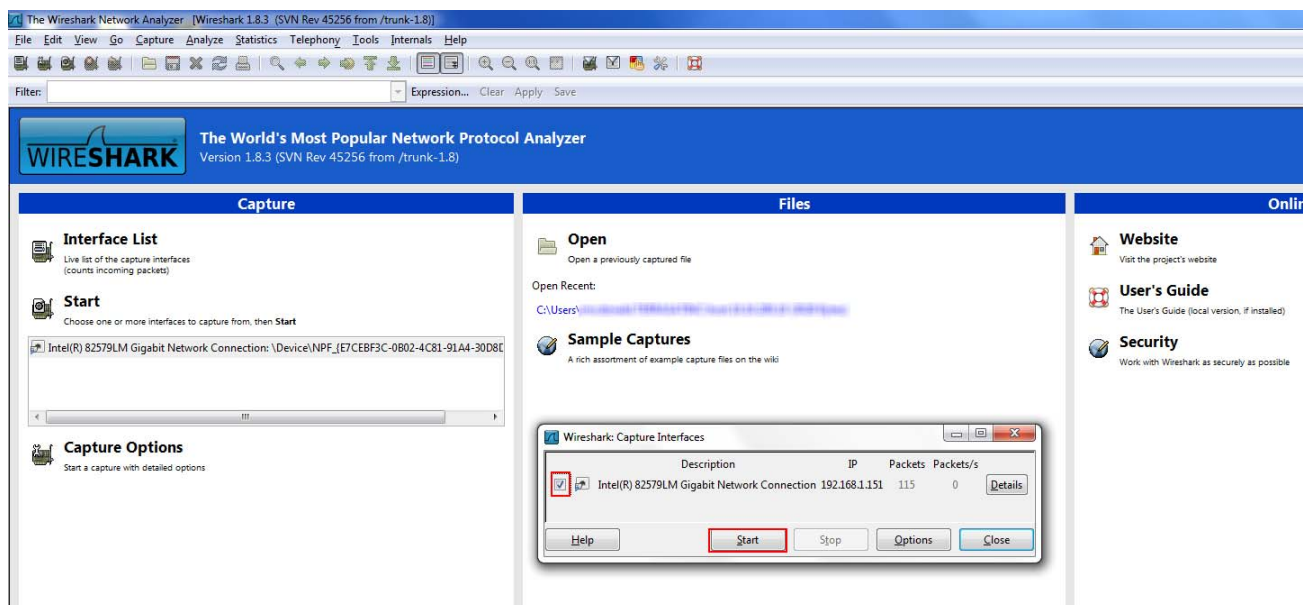 The Wireshark Network Analyzer [Wireshark 1.8.3 (SVN Rev 45256 from /trunk-1.8)]
File Edit View Go Capture Analyze Statistics Telephony Tools Internals Help
Filter: Expression... Clear Apply Save
WIRESHARK
The World's Most Popular Network Protocol Analyzer
Version 1.8.3 (SVN Rev 45256 from /trunk-1.8)
Capture
Interface List
Live list of the capture interfaces
(counts incoming packets)
Start
Choose one or more interfaces to capture from, then Start
Intel(R) 82579LM Gigabit Network Connection: \Device\NPF_{E7CEBF3C-0B02-4C81-91A4-30D8D
Capture Options
Start a capture with detailed options
Files
Open
Open a previously captured file
Open Recent:
C:\Users\
Sample Captures
A rich assortment of example capture files on the wiki
Wireshark: Capture Interfaces
Description IP Packets Packets/s
Intel(R) 82579LM Gigabit Network Connection 192.168.1.151 115 0 Details
Help Start Stop Options Close
Onlin
Website
Visit the project's website
User's Guide
The User's Guide (local version, if installed)
Security
Work with Wireshark as securely as possible